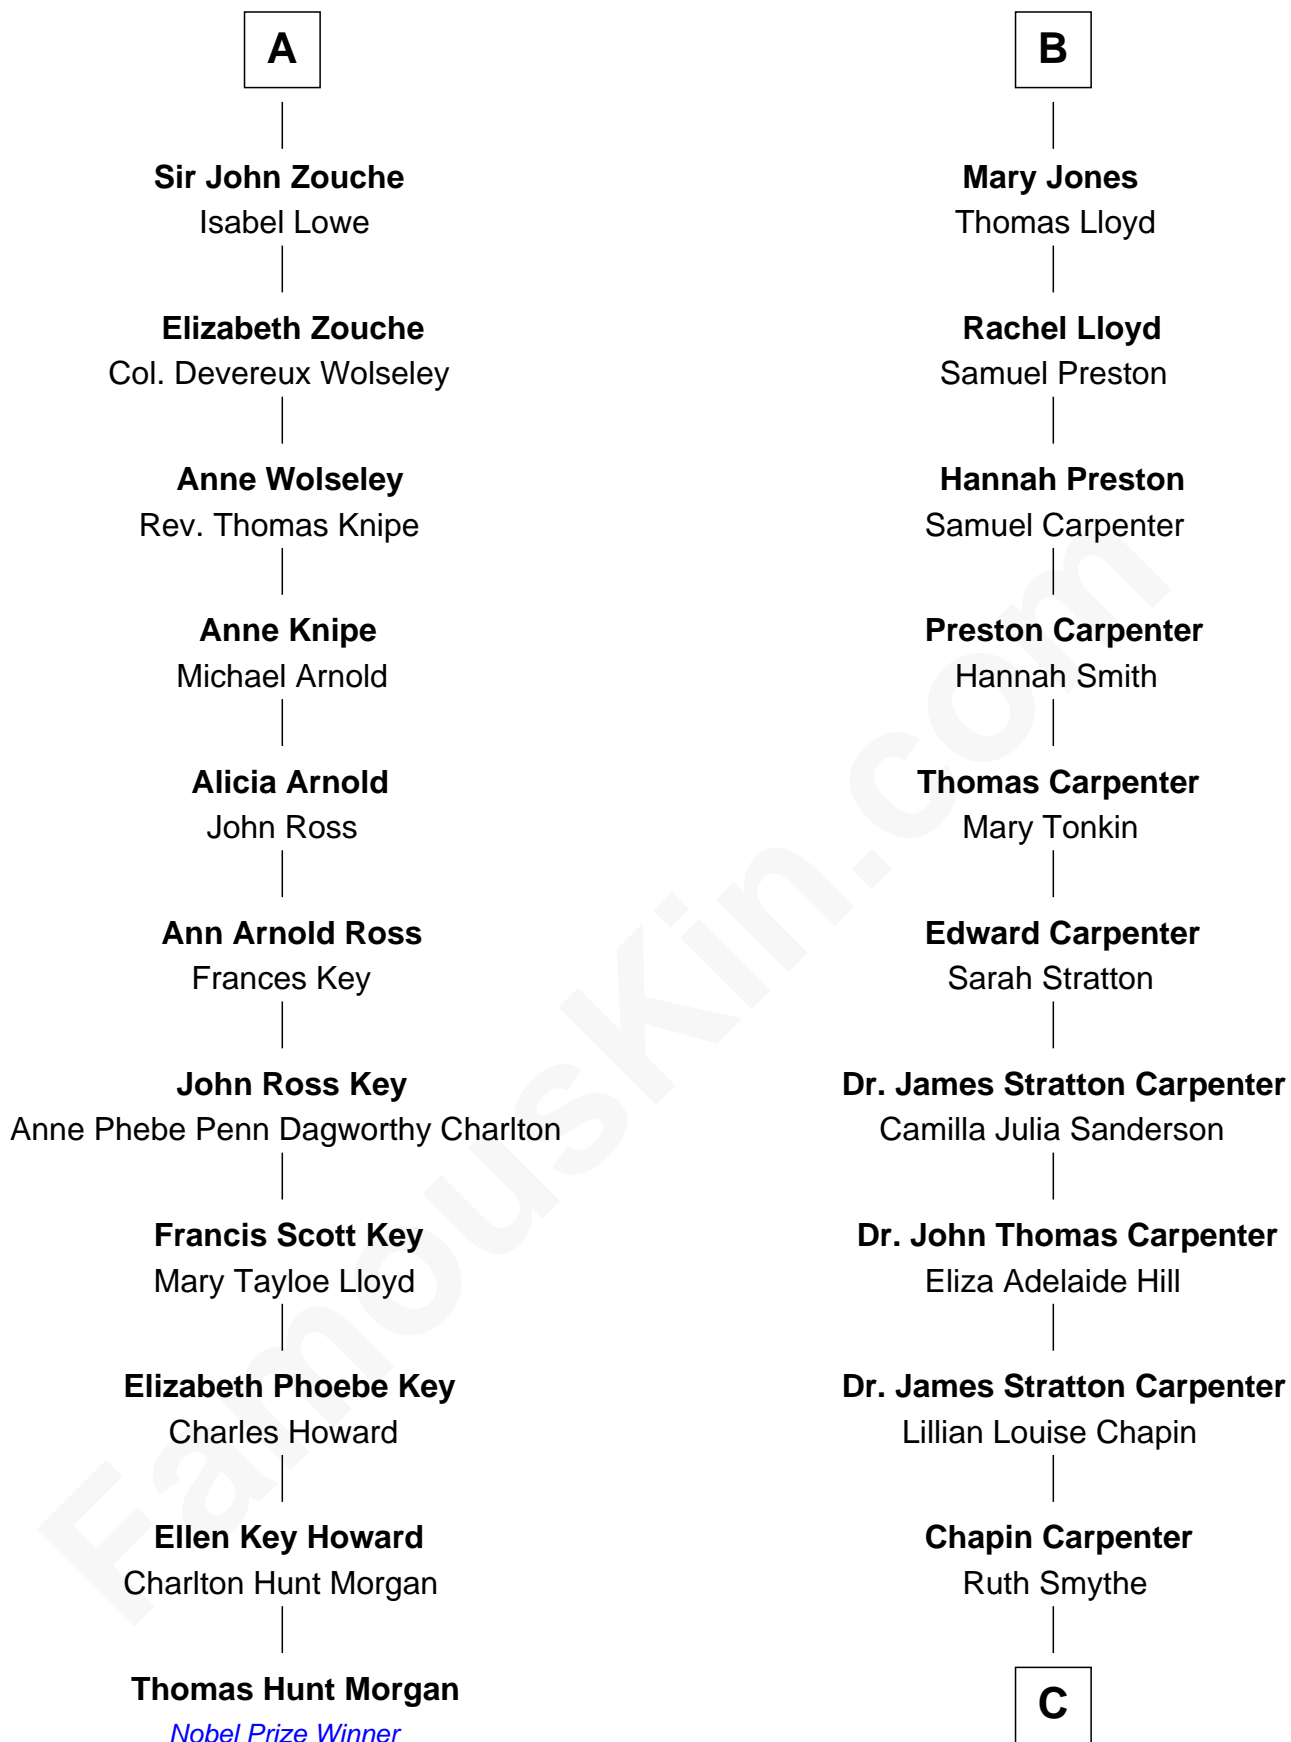 A
Sir John Zouche
Isabel Lowe
Elizabeth Zouche
Col. Devereux Wolseley
Anne Wolseley
Rev. Thomas Knipe
Anne Knipe
Michael Arnold
Alicia Arnold
John Ross
Ann Arnold Ross
Frances Key
John Ross Key
Anne Phebe Penn Dagworthy Charlton
Francis Scott Key
Mary Tayloe Lloyd
Elizabeth Phoebe Key
Charles Howard
Ellen Key Howard
Charlton Hunt Morgan
Thomas Hunt Morgan
Nobel Prize Winner
B
Mary Jones
Thomas Lloyd
Rachel Lloyd
Samuel Preston
Hannah Preston
Samuel Carpenter
Preston Carpenter
Hannah Smith
Thomas Carpenter
Mary Tonkin
Edward Carpenter
Sarah Stratton
Dr. James Stratton Carpenter
Camilla Julia Sanderson
Dr. John Thomas Carpenter
Eliza Adelaide Hill
Dr. James Stratton Carpenter
Lillian Louise Chapin
Chapin Carpenter
Ruth Smythe
C
FamousKin.com